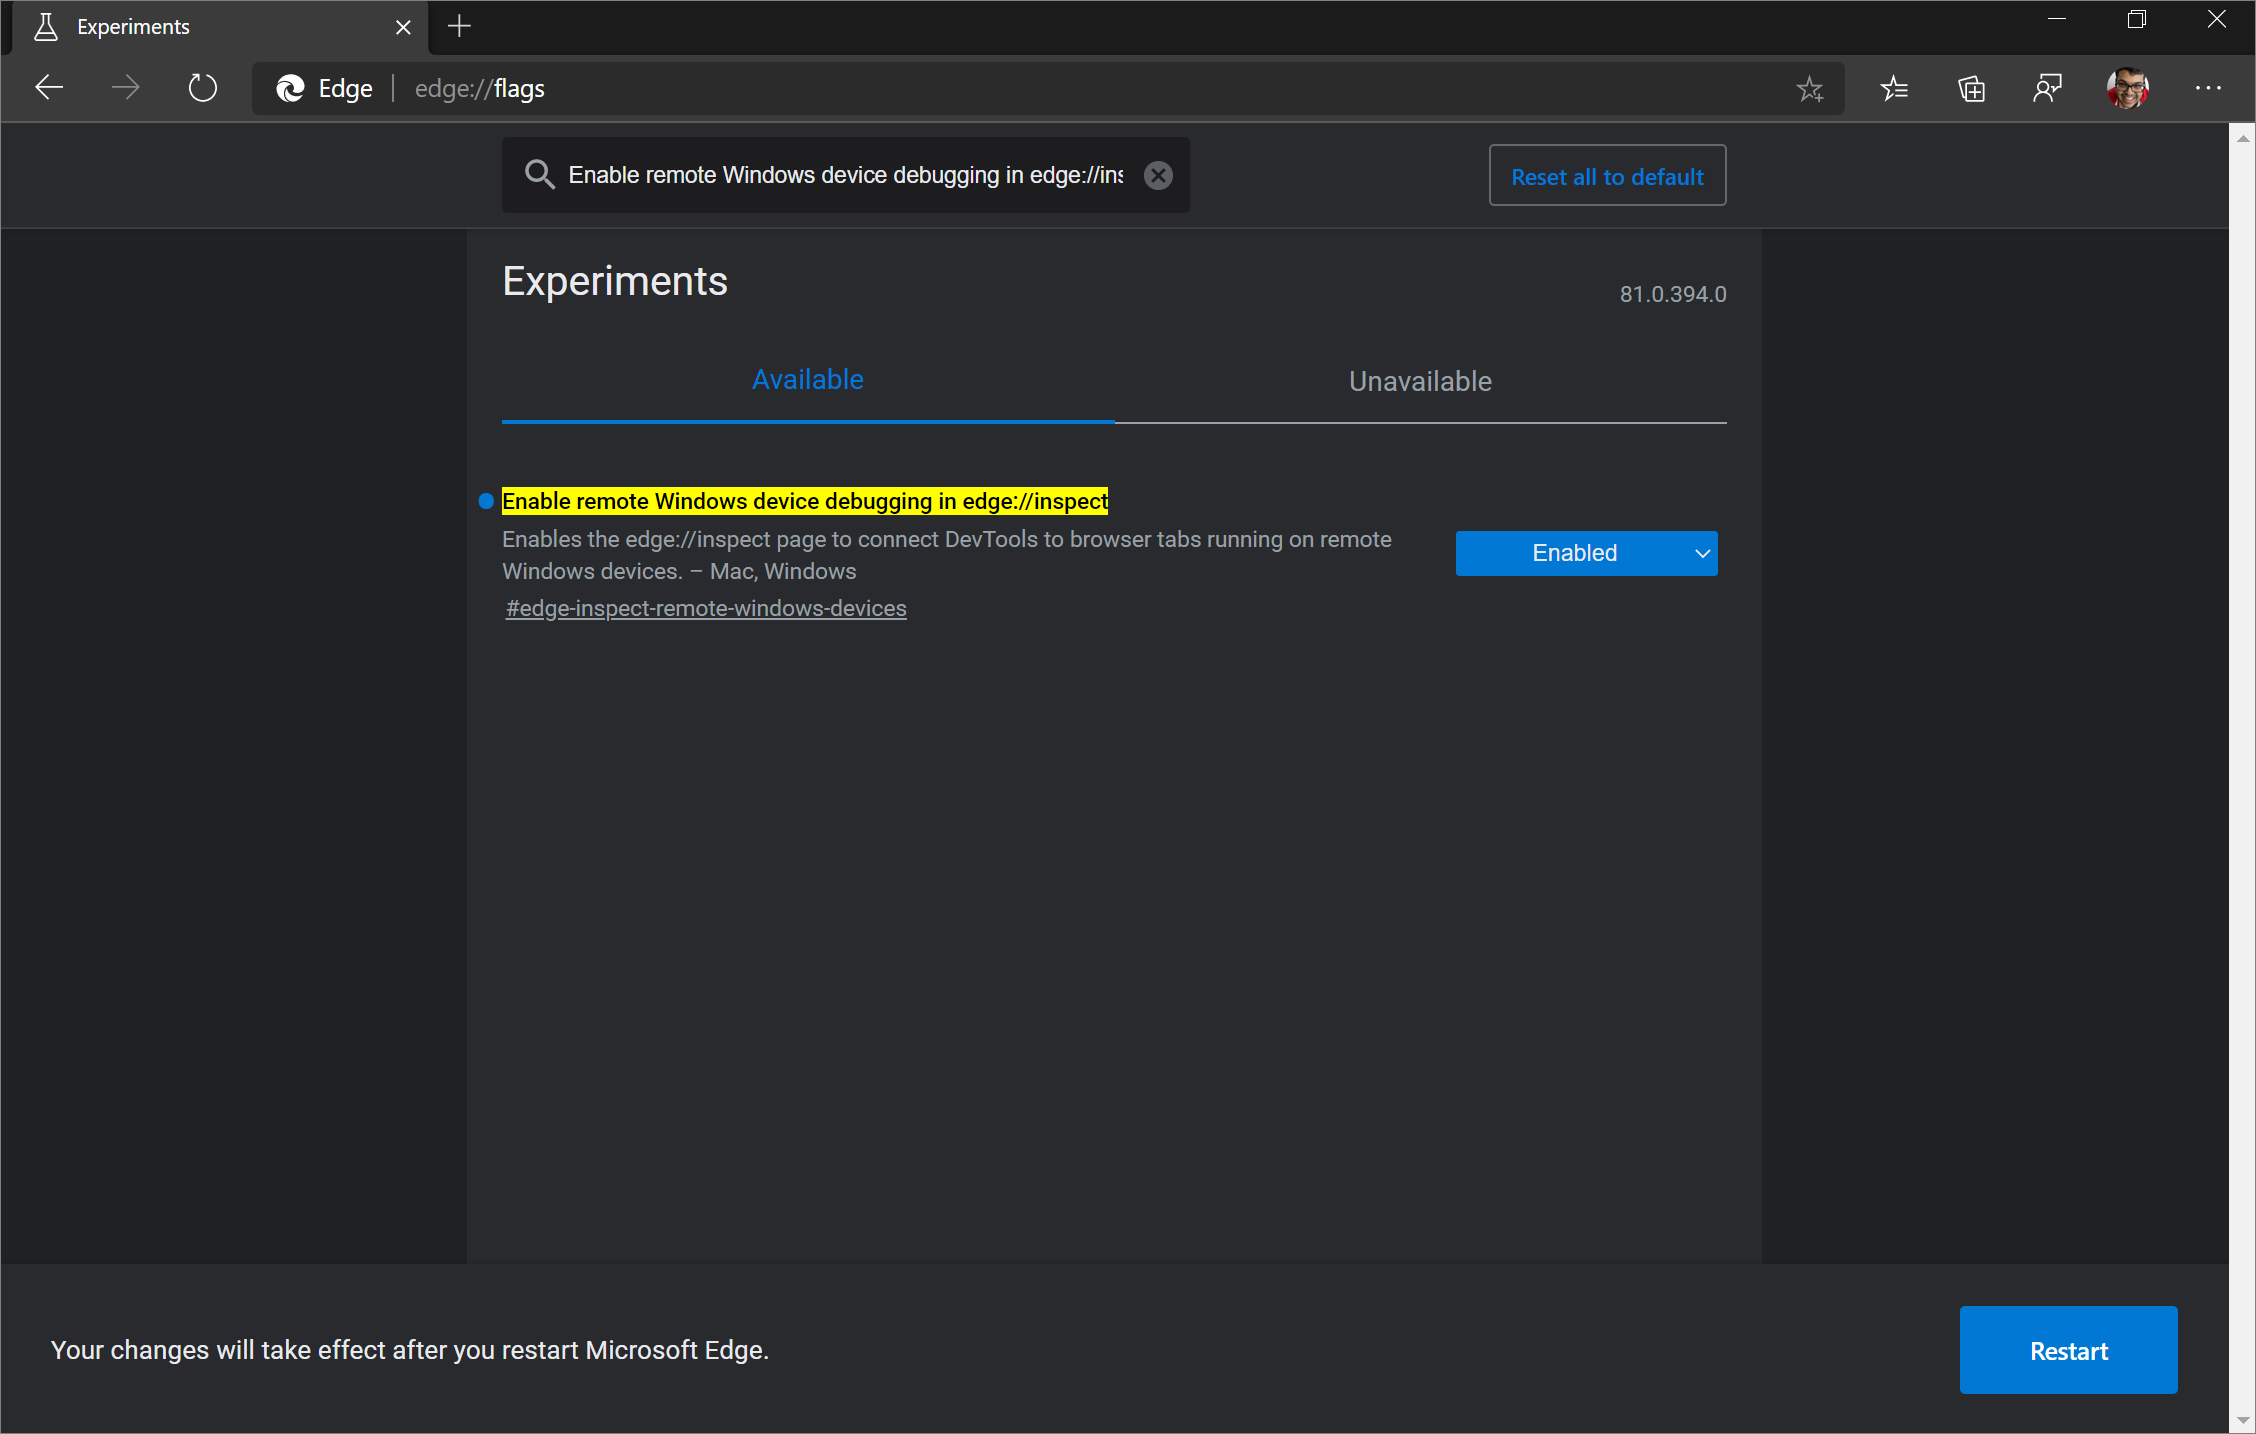 Experiments
Edge
edge://flags
Enable remote Windows device debugging in edge://ins
Reset all to default
Experiments
81.0.394.0
Available
Unavailable
Enable remote Windows device debugging in edge://inspect
Enables the edge://inspect page to connect DevTools to browser tabs running on remote
Windows devices. – Mac, Windows
#edge-inspect-remote-windows-devices
Enabled
Your changes will take effect after you restart Microsoft Edge.
Restart